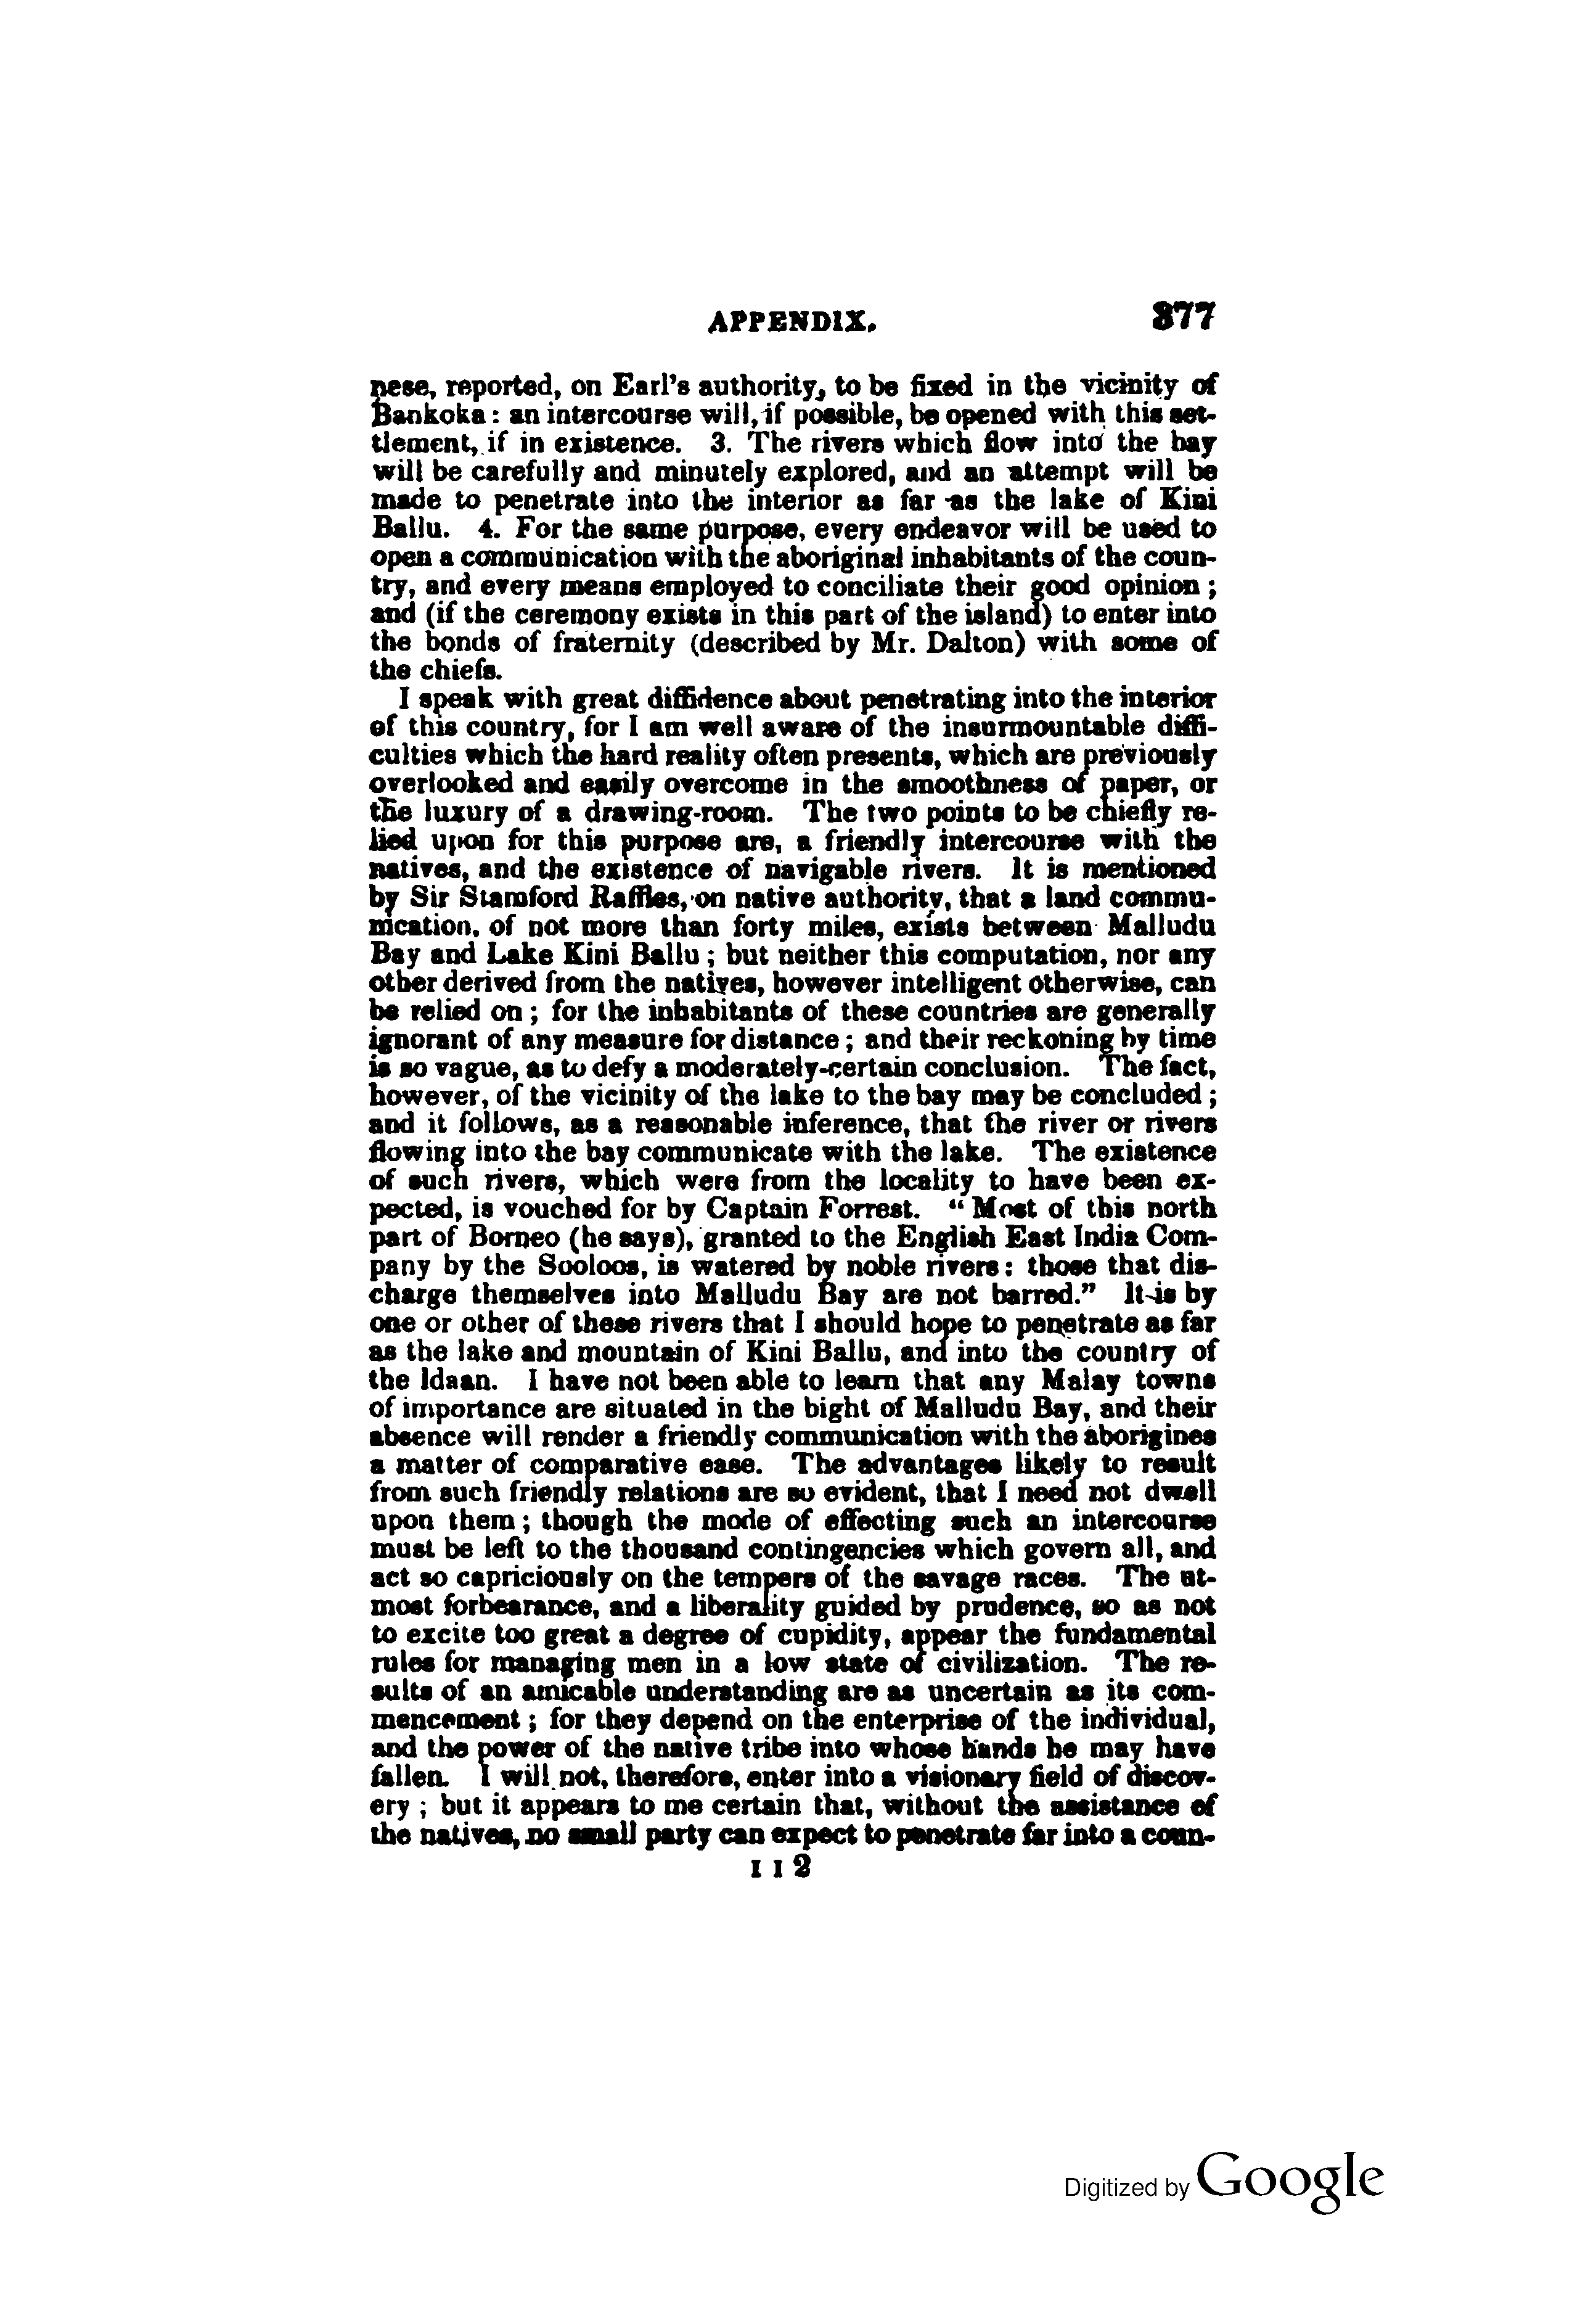 APPENDIX. 377
nese, reported, on Earl's authority, to be fixed in the vicinity of
Bankoka: an intercourse will, if possible, be opened with this set-
tlement, if in existence. 3. The rivers which flow into the bay
will be carefully and minutely explored, and an attempt will be
made to penetrate into the interior as far as the lake of Kini
Ballu. 4. For the same purpose, every endeavor will be used to
open a communication with the aboriginal inhabitants of the coun-
try, and every means employed to conciliate their good opinion;
and (if the ceremony exists in this part of the island) to enter into
the bonds of fraternity (described by Mr. Dalton) with some of
the chiefs.
I speak with great diffidence about penetrating into the interior
of this country, for I am well aware of the insurmountable diffi-
culties which the hard reality often presents, which are previously
overlooked and easily overcome in the smoothness of paper, or
the luxury of a drawing-room. The two points to be chiefly re-
lied upon for this purpose are, a friendly intercourse with the
natives, and the existence of navigable rivers. It is mentioned
by Sir Stamford Raffles, on native authority, that a land commu-
nication, of not more than forty miles, exists between Malludu
Bay and Lake Kini Ballu; but neither this computation, nor any
other derived from the natives, however intelligent otherwise, can
be relied on; for the inhabitants of these countries are generally
ignorant of any measure for distance; and their reckoning by time
is so vague, as to defy a moderately-certain conclusion. The fact,
however, of the vicinity of the lake to the bay may be concluded;
and it follows, as a reasonable inference, that the river or rivers
flowing into the bay communicate with the lake. The existence
of such rivers, which were from the locality to have been ex-
pected, is vouched for by Captain Forrest. "Most of this north
part of Borneo (he says), granted to the English East India Com-
pany by the Sooloos, is watered by noble rivers: those that dis-
charge themselves into Malludu Bay are not barred." It is by
one or other of these rivers that I should hope to penetrate as far
as the lake and mountain of Kini Ballu, and into the country of
the Idaan. I have not been able to learn that any Malay towns
of importance are situated in the bight of Malludu Bay, and their
absence will render a friendly communication with the aborigines
a matter of comparative ease. The advantages likely to result
from such friendly relations are so evident, that I need not dwell
upon them; though the mode of effecting such an intercourse
must be left to the thousand contingencies which govern all, and
act so capriciously on the tempers of the savage races. The ut-
most forbearance, and a liberality guided by prudence, so as not
to excite too great a degree of cupidity, appear the fundamental
rules for managing men in a low state of civilization. The re-
sults of an amicable understanding are as uncertain as its com-
mencement; for they depend on the enterprise of the individual,
and the power of the native tribe into whose hands he may have
fallen. I will not, therefore, enter into a visionary field of discov-
ery; but it appears to me certain that, without the assistance of
the natives, no small party can expect to penetrate far into a coun-
I I 2
Digitized by Google